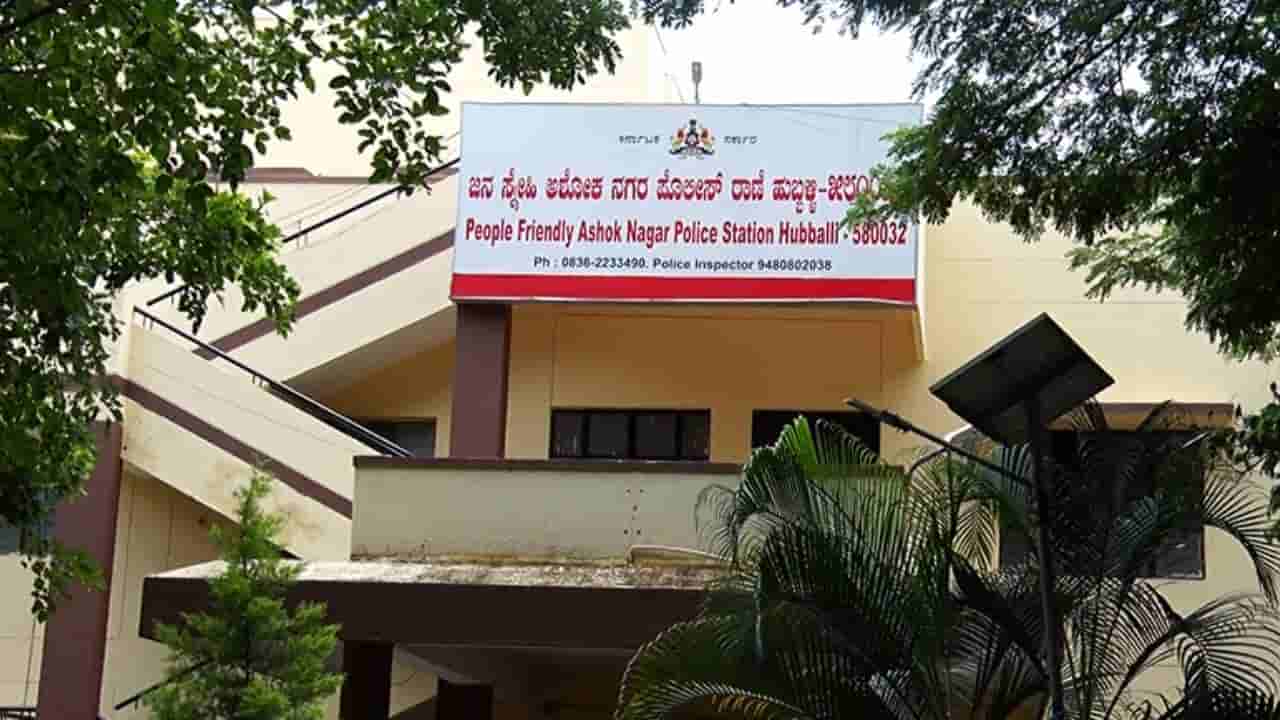 ಜನ ಸ್ನೇಹಿ ಅಶೋಕ ನಗರ ಪೊಲೀಸ್ ಠಾಣೆ ಹುಬ್ಬಳ್ಳಿ-
People Friendly Ashok Nagar Police Station Hubballi - 580032
Ph : 0836-2233490. Police Inspector 9480802038